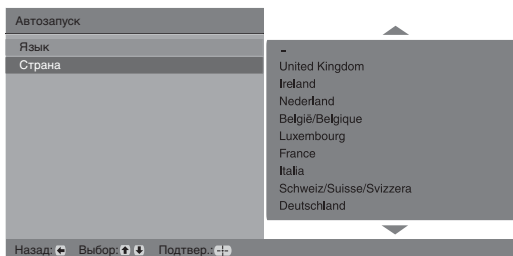 Автозапуск
Язык
Страна
-
United Kingdom
Ireland
Nederland
België/Belgique
Luxembourg
France
Italia
Schweiz/Suisse/Svizzera
Deutschland
Назад: Выбор: Подтвер.: